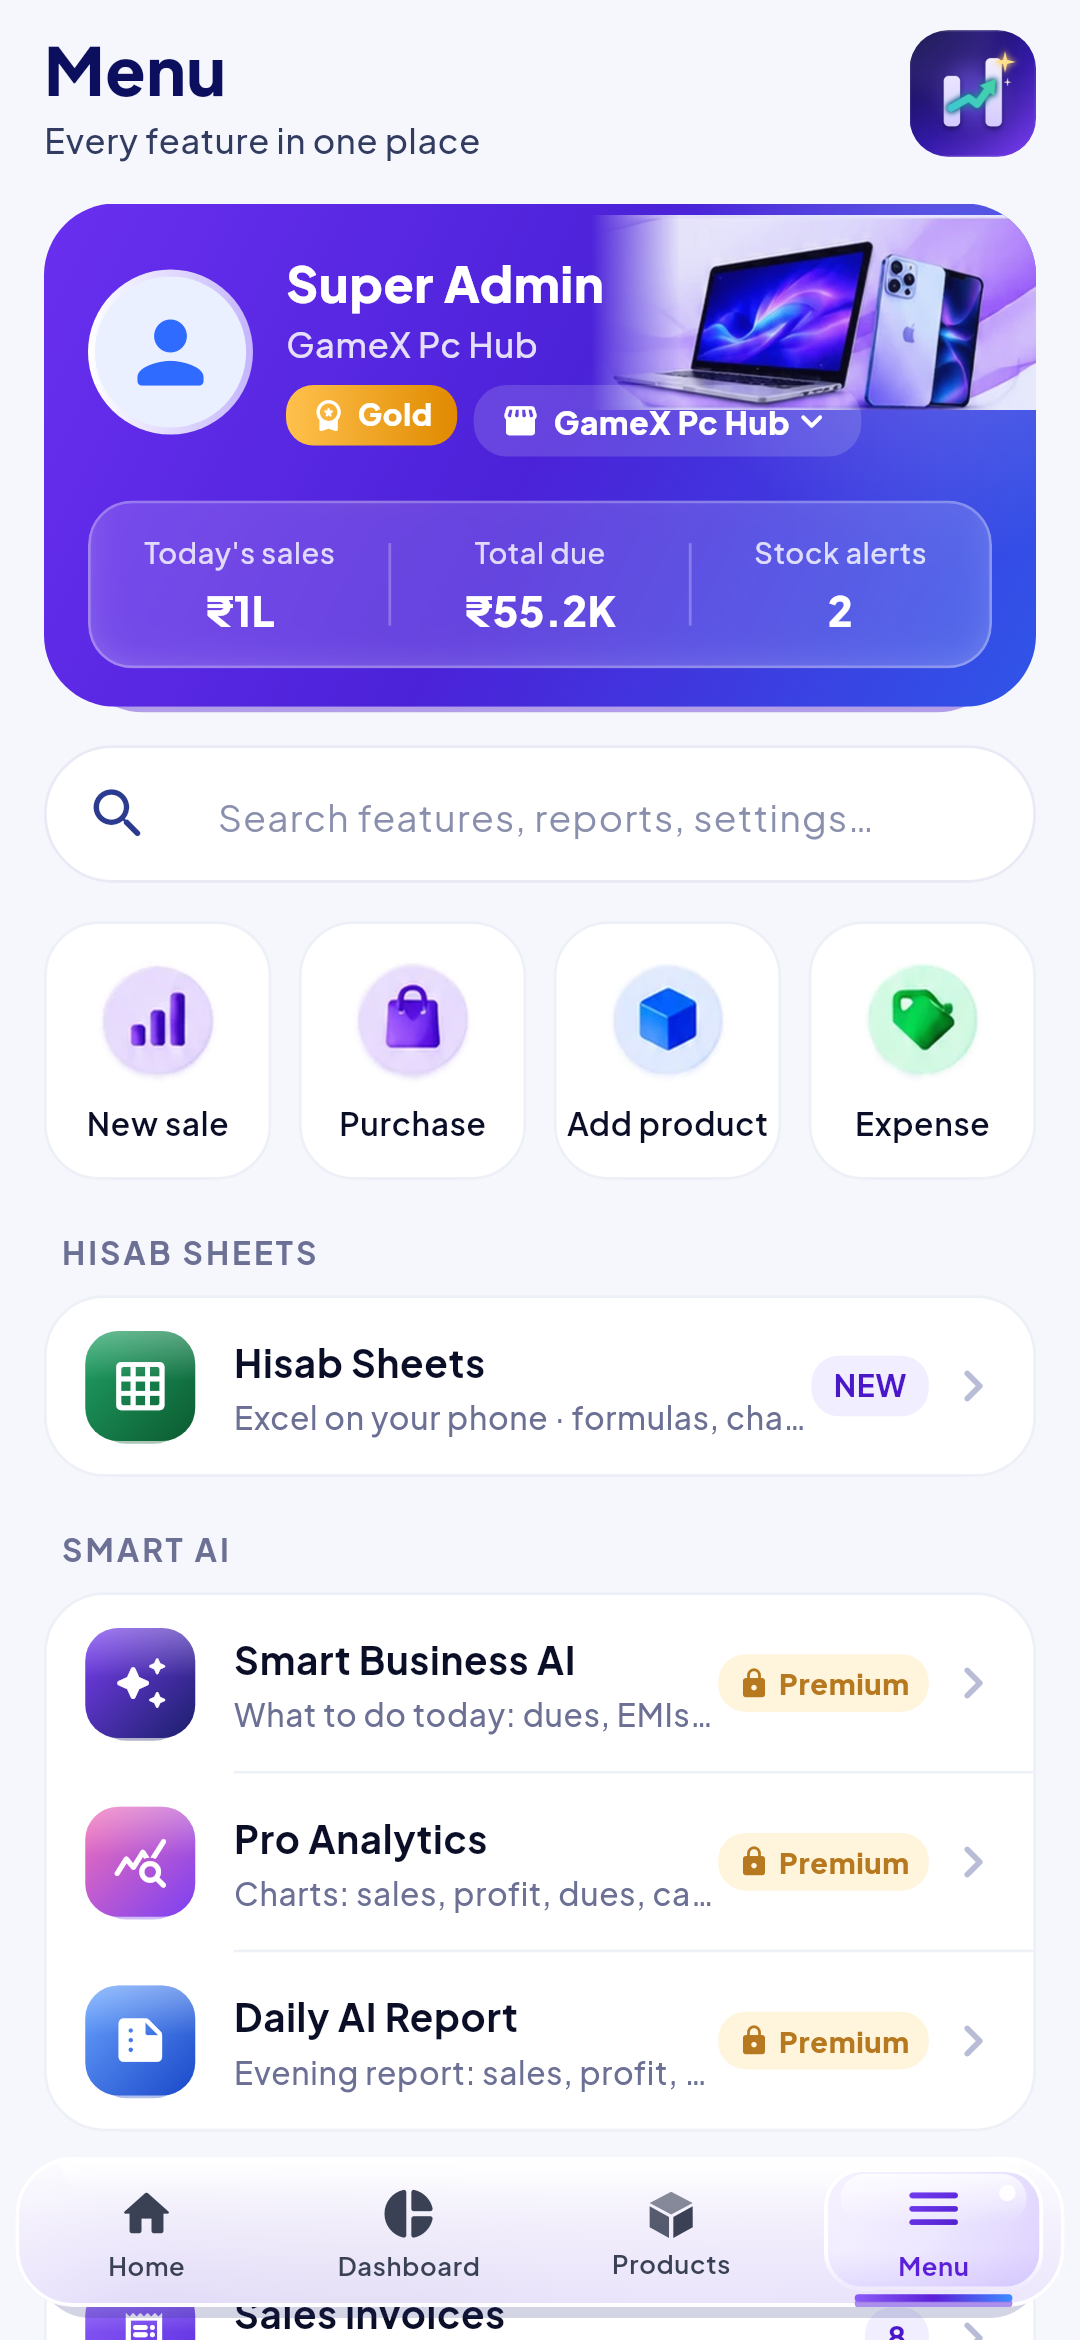 Menu
Every feature in one place
Super Admin
GameX Pc Hub
Gold
GameX Pc Hub
Today's sales
Total due
Stock alerts
₹1L
₹55.2K
2
Search features, reports, settings...
New sale
Purchase
Add product
Expense
HISAB SHEETS
Hisab Sheets
NEW
Excel on your phone · formulas, cha...
SMART AI
Smart Business AI
Premium
What to do today: dues, EMIs...
Pro Analytics
Premium
Charts: sales, profit, dues, ca...
Daily AI Report
Premium
Evening report: sales, profit, ...
Home
Dashboard
Products
Menu
Sales Invoices
8